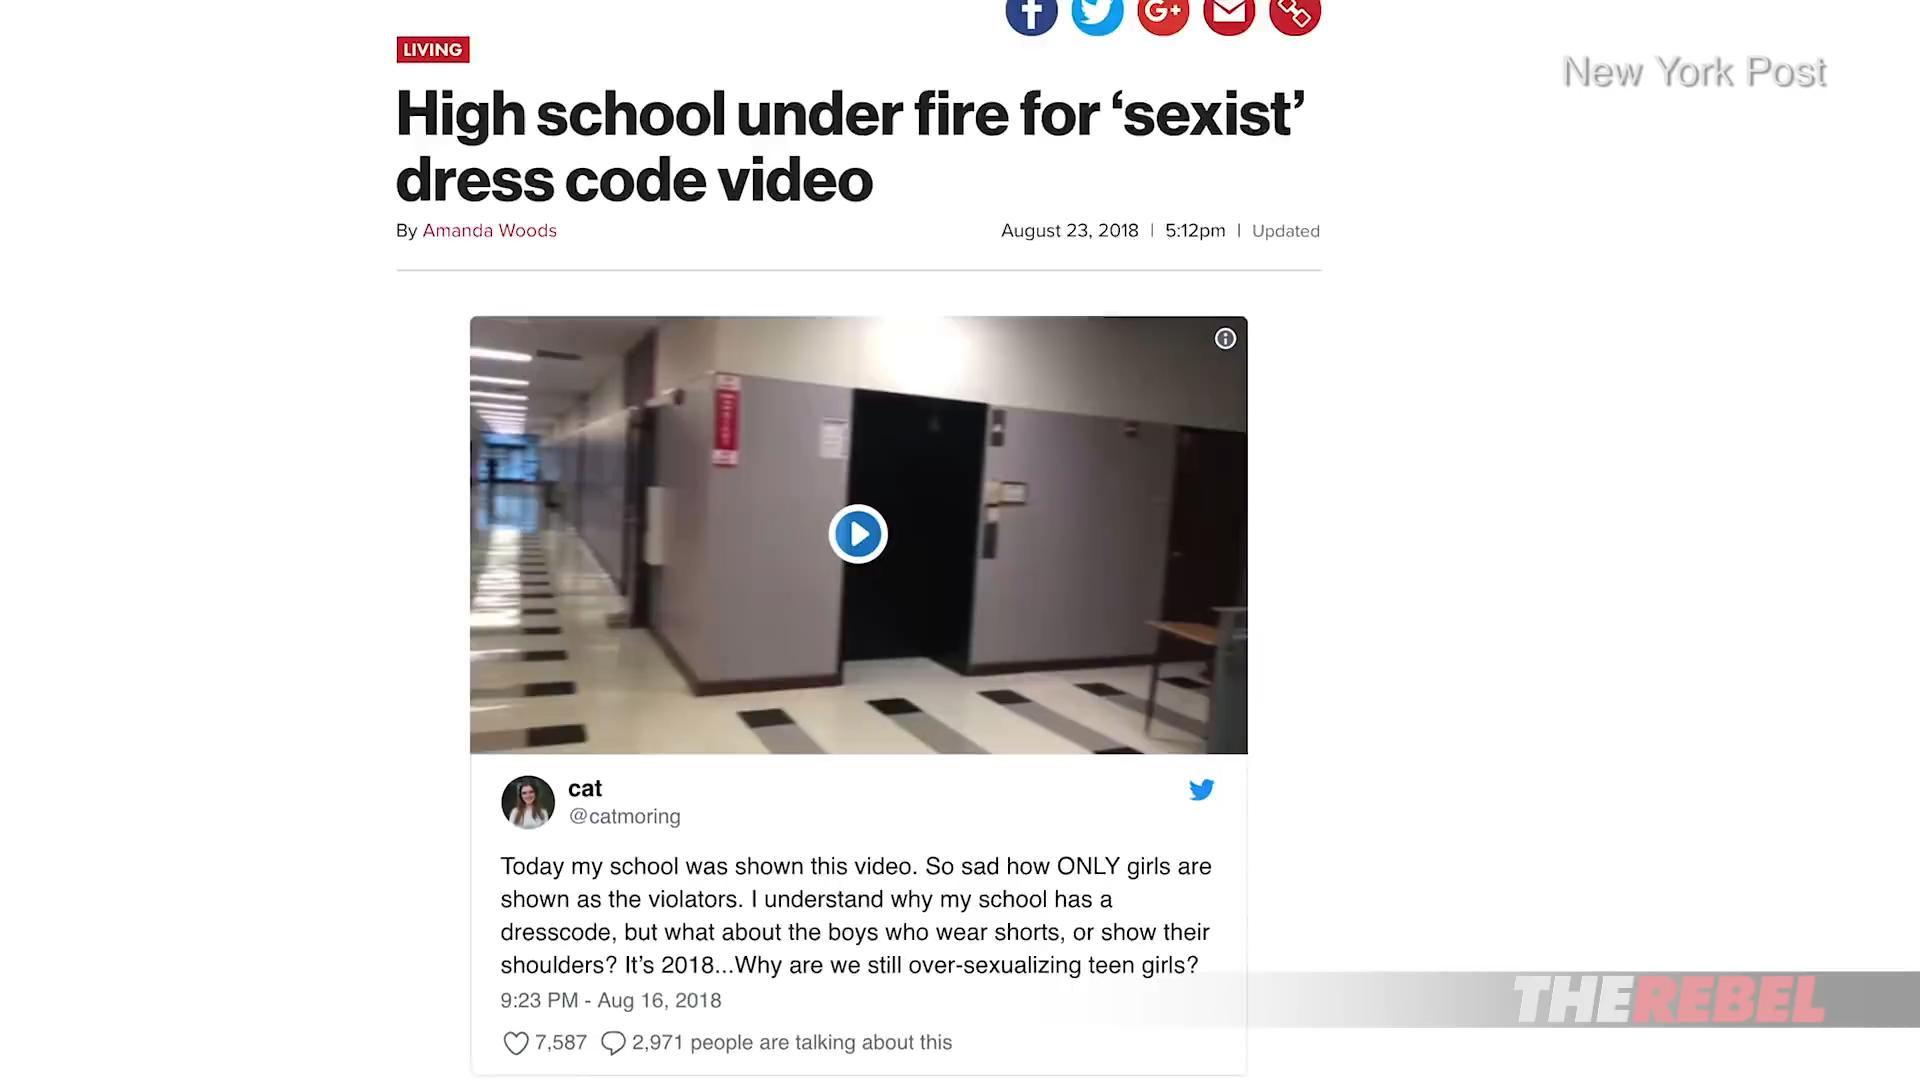 LIVING
New York Post
High school under fire for ‘sexist’
dress code video
By Amanda Woods
August 23, 2018 | 5:12pm | Updated
cat
@catmoring
Today my school was shown this video. So sad how ONLY girls are
shown as the violators. I understand why my school has a
dresscode, but what about the boys who wear shorts, or show their
shoulders? It’s 2018...Why are we still over-sexualizing teen girls?
9:23 PM - Aug 16, 2018
7,587 2,971 people are talking about this
THEREBEL